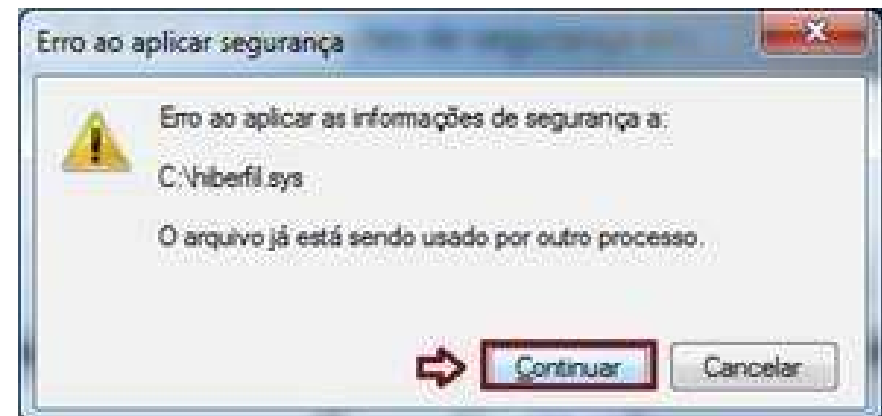 Erro ao aplicar segurança
Erro ao aplicar as informações de segurança a:
C:\hiberfil.sys
O arquivo já está sendo usado por outro processo.
Continuar
Cancelar